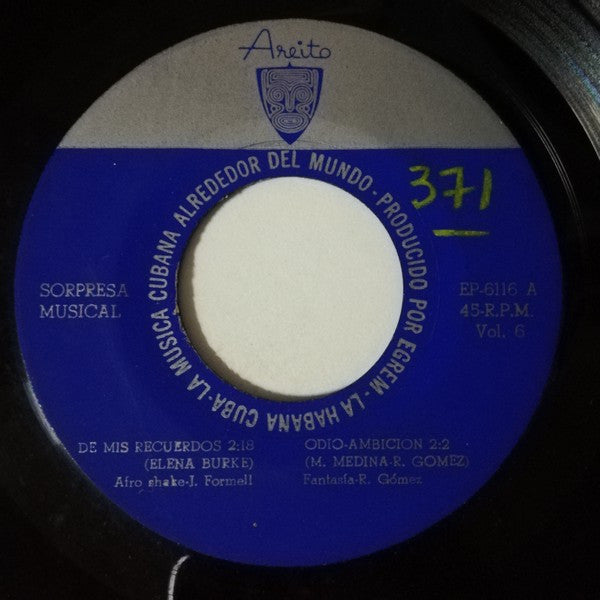 Areito
LA MUSICA CUBANA ALREDEDOR DEL MUNDO - PRODUCIDO POR EGREM - LA HABANA CUBA -
371
SORPRESA
MUSICAL
EP-6116 A
45-R.P.M.
Vol. 6
DE MIS RECUERDOS 2:18
(ELENA BURKE)
Afro shake-J. Formell
ODIO-AMBICION 2:2
(M. MEDINA-R. GOMEZ)
Fantasía-R. Gómez